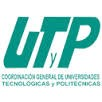 UTyP
COORDINACIÓN GENERAL DE UNIVERSIDADES
TECNOLÓGICAS y POLITÉCNICAS